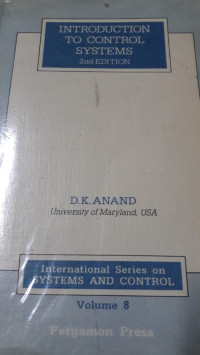 INTRODUCTION
TO CONTROL
SYSTEMS
2nd EDITION
D.K. ANAND
University of Maryland, USA
International Series on
SYSTEMS AND CONTROL
Volume 8
Pergamon Press